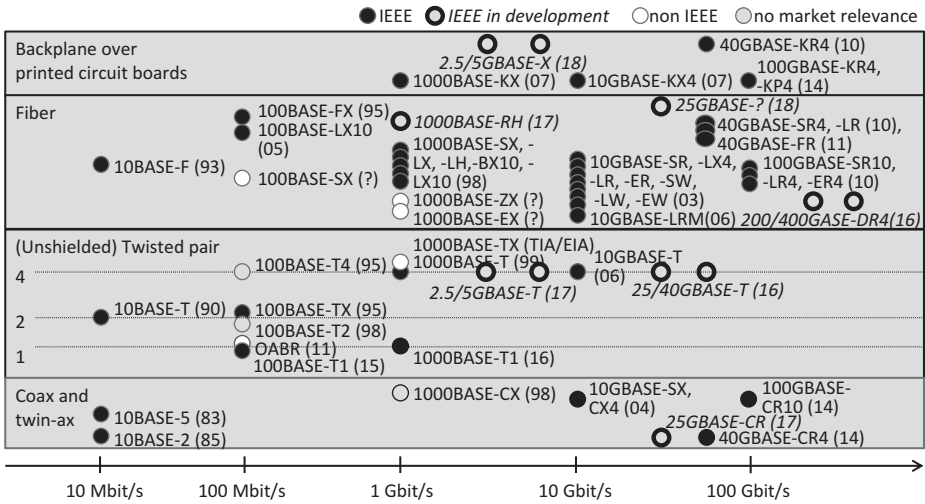 IEEE IEEE in development non IEEE no market relevance
Backplane over
printed circuit boards
2.5/5GBASE-X (18)
40GBASE-KR4 (10)
1000BASE-KX (07)
10GBASE-KX4 (07)
100GBASE-KR4,
-KP4 (14)
Fiber
10BASE-F (93)
100BASE-FX (95)
100BASE-LX10
(05)
100BASE-SX (?)
1000BASE-RH (17)
1000BASE-SX, -
LX, -LH,-BX10, -
LX10 (98)
1000BASE-ZX (?)
1000BASE-EX (?)
10GBASE-SR, -LX4,
-LR, -ER, -SW,
-LW, -EW (03)
10GBASE-LRM(06)
25GBASE-? (18)
40GBASE-SR4, -LR (10),
40GBASE-FR (11)
100GBASE-SR10,
-LR4, -ER4 (10)
200/400GASE-DR4(16)
(Unshielded) Twisted pair
4
2
1
10BASE-T (90)
100BASE-T4 (95)
100BASE-TX (95)
100BASE-T2 (98)
OABR (11)
100BASE-T1 (15)
1000BASE-TX (TIA/EIA)
1000BASE-T (99)
2.5/5GBASE-T (17)
1000BASE-T1 (16)
10GBASE-T
(06)
25/40GBASE-T (16)
Coax and
twin-ax
10BASE-5 (83)
10BASE-2 (85)
1000BASE-CX (98)
10GBASE-SX,
CX4 (04)
25GBASE-CR (17)
40GBASE-CR4 (14)
100GBASE-
CR10 (14)
10 Mbit/s 100 Mbit/s 1 Gbit/s 10 Gbit/s 100 Gbit/s